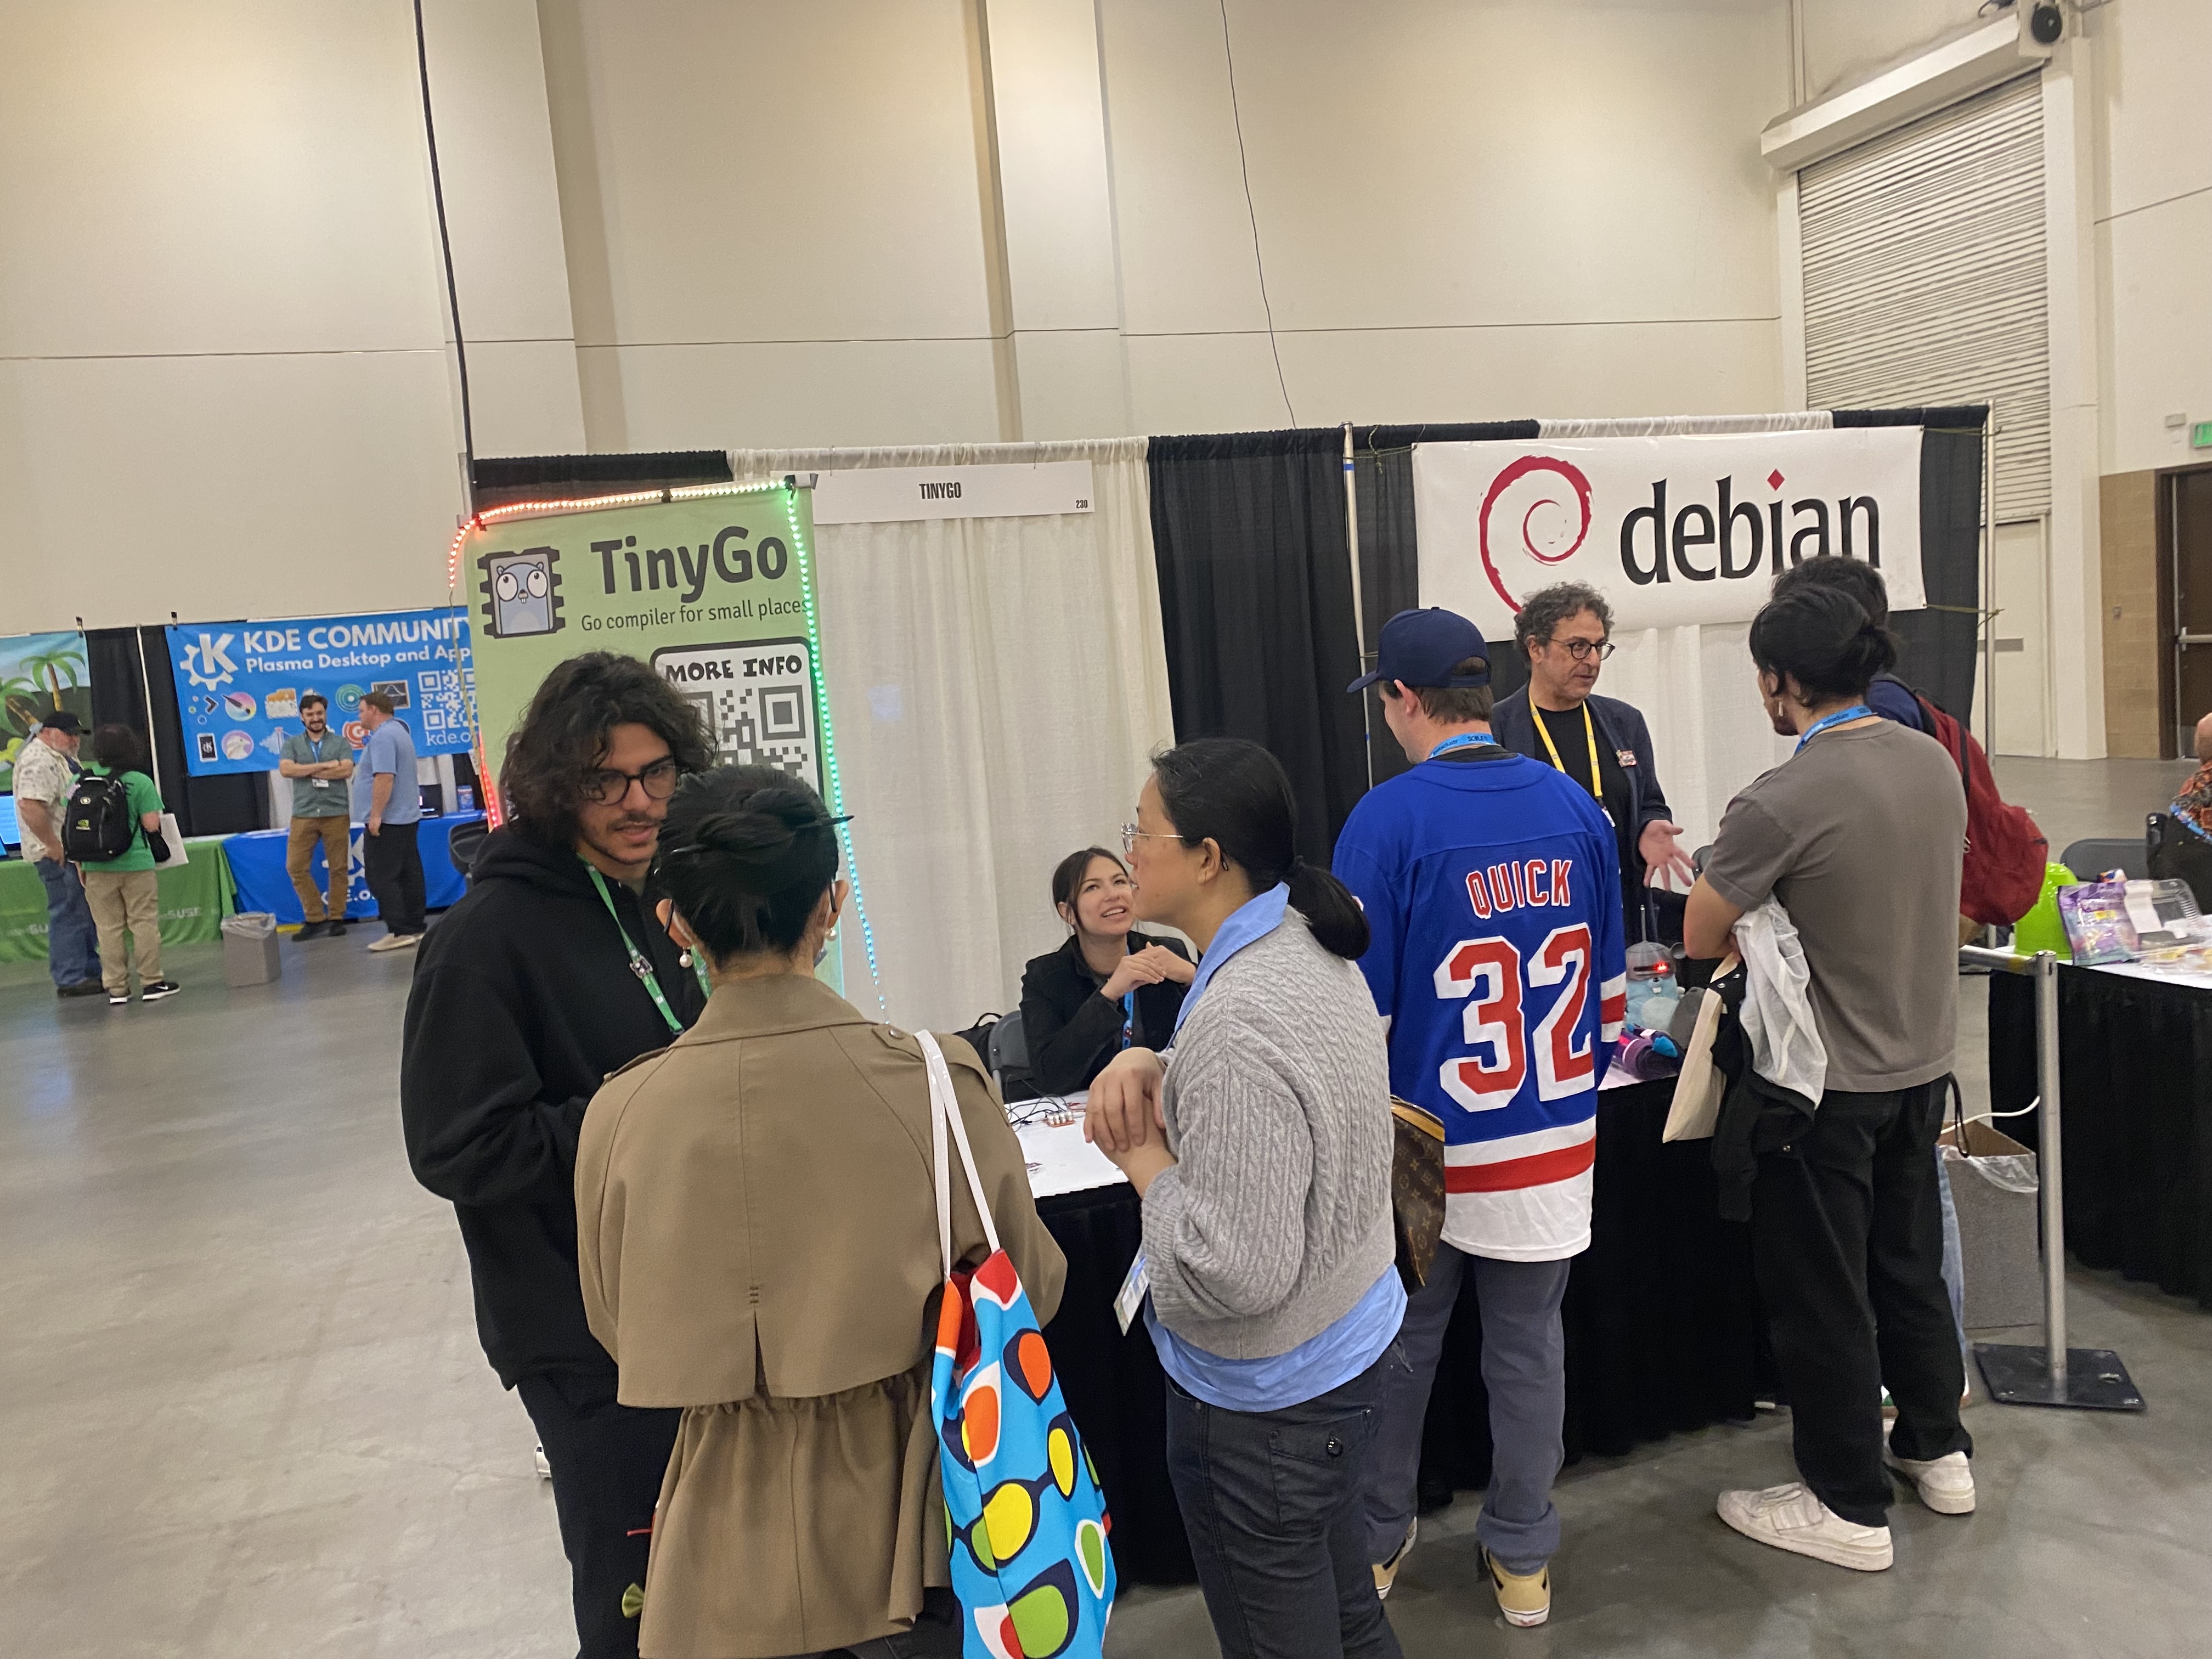 TINYGO
230
TinyGo
Go compiler for small places
MORE INFO
debian
KDE COMMUNITY
Plasma Desktop and App
kde.o
QUICK
32
SUSE